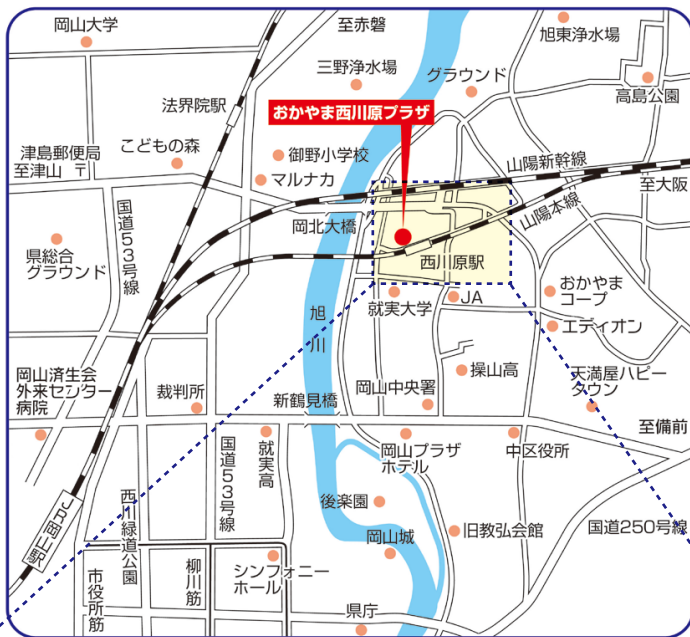 岡山大学
至赤磐
旭東浄水場
三野浄水場
グラウンド
高島公園
法界院駅
おかやま西川原プラザ
津島郵便局
至津山 〒
こどもの森
御野小学校
マルナカ
山陽新幹線
至大阪
山陽本線
国道53号線
岡北大橋
県総合
グラウンド
西川原駅
おかやま
コープ
就実大学
JA
エディオン
旭川
岡山済生会
外来センター
病院
裁判所
新鶴見橋
岡山中央署
操山高
天満屋ハピー
タウン
至備前
国道53号線
就実高
岡山プラザ
ホテル
中区役所
JR岡山駅
西川緑道公園
後楽園
旧教弘会館
国道250号線
岡山城
市役所筋
柳川筋
シンフォニー
ホール
県庁